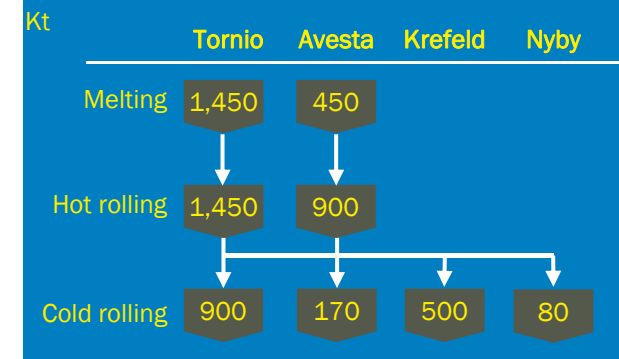 Kt
Tornio Avesta Krefeld Nyby
Melting 1,450 450
Hot rolling 1,450 900
Cold rolling 900 170 500 80